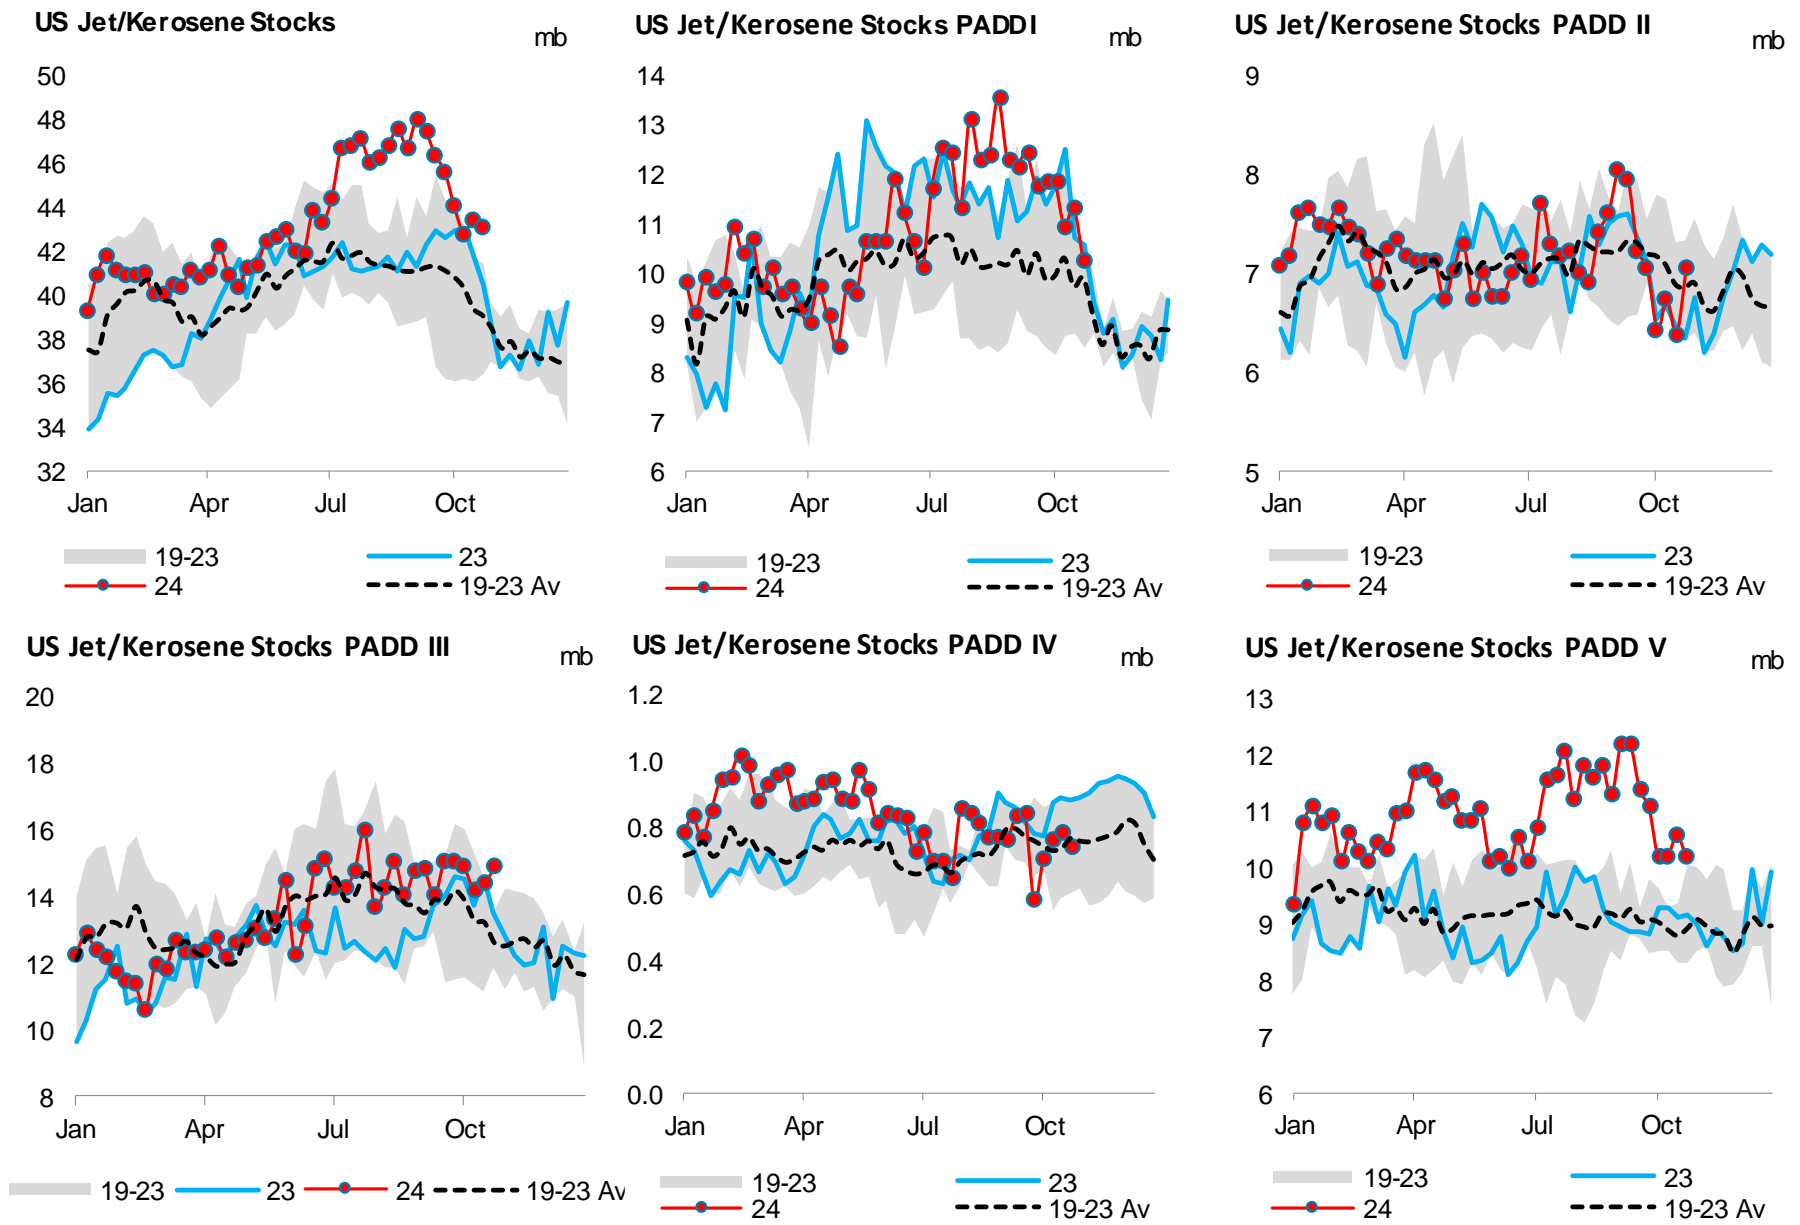 US Jet/Kerosene Stocks
mb
50
48
46
44
42
40
38
36
34
32
Jan Apr Jul Oct
19-23 23
24 19-23 Av
US Jet/Kerosene Stocks PADDI
mb
14
13
12
11
10
9
8
7
6
Jan Apr Jul Oct
19-23 23
24 19-23 Av
US Jet/Kerosene Stocks PADD II
mb
9
8
7
6
5
Jan Apr Jul Oct
19-23 23
24 19-23 Av
US Jet/Kerosene Stocks PADD III
mb
20
18
16
14
12
10
8
Jan Apr Jul Oct
19-23 23 24 19-23 Av
US Jet/Kerosene Stocks PADD IV
mb
1.2
1.0
0.8
0.6
0.4
0.2
0.0
Jan Apr Jul Oct
19-23 23
24 19-23 Av
US Jet/Kerosene Stocks PADD V
mb
13
12
11
10
9
8
7
6
Jan Apr Jul Oct
19-23 23
24 19-23 Av